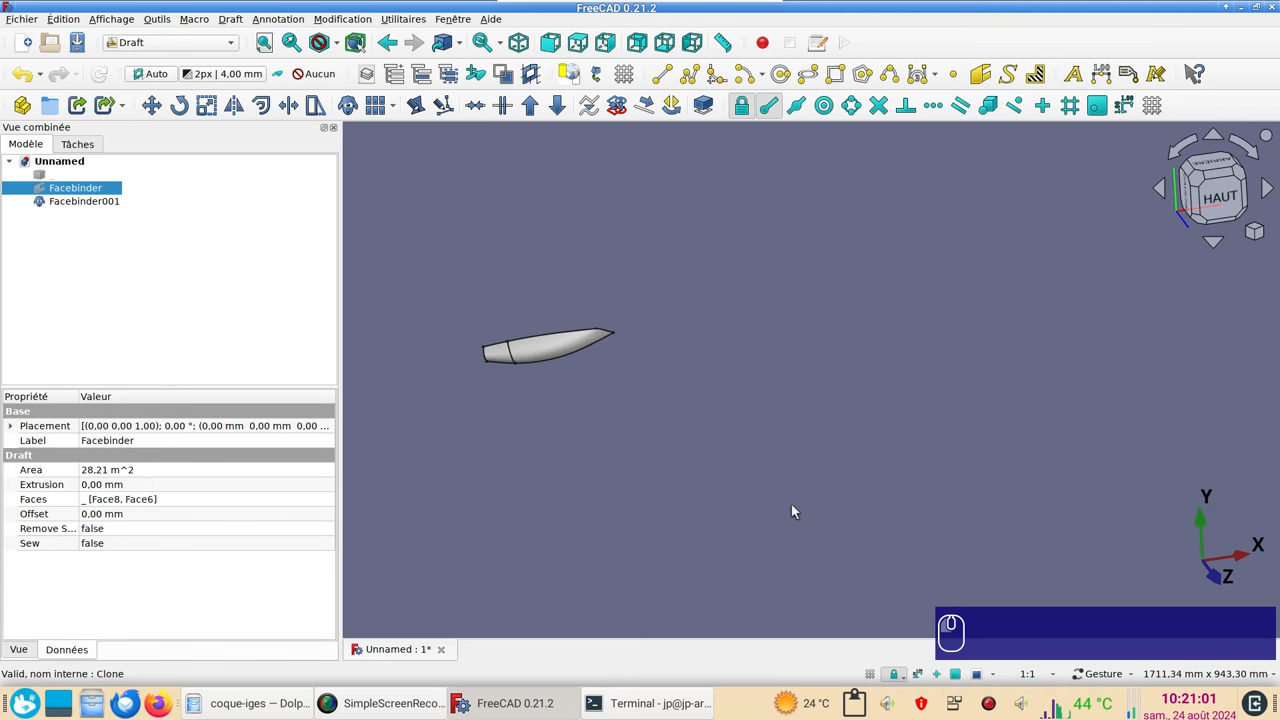 FreeCAD 0.21.2
Fichier Édition Affichage Outils Macro Draft Annotation Modification Utilitaires Fenêtre Aide
Draft
Auto 2px | 4,00 mm Aucun
Vue combinée
Modèle Tâches
Unnamed
_
Facebinder
Facebinder001
HAUT
ARRIÈRE
Propriété Valeur
Base
Placement [(0,00 0,00 1,00); 0,00 °; (0,00 mm 0,00 mm 0,00 ...
Label Facebinder
Draft
Area 28,21 m^2
Extrusion 0,00 mm
Faces _ [Face8, Face6]
Offset 0,00 mm
Remove S... false
Sew false
Y
X
Z
Vue Données
Unnamed : 1*
Valid, nom interne : Clone
1:1 Gesture 1711,34 mm x 943,30 mm
coque-ige — Dolp... SimpleScreenReco... FreeCAD 0.21.2 Terminal - jp@jp-ar... 24 °C 44 °C 10:21:01
sam., 24 août 2024